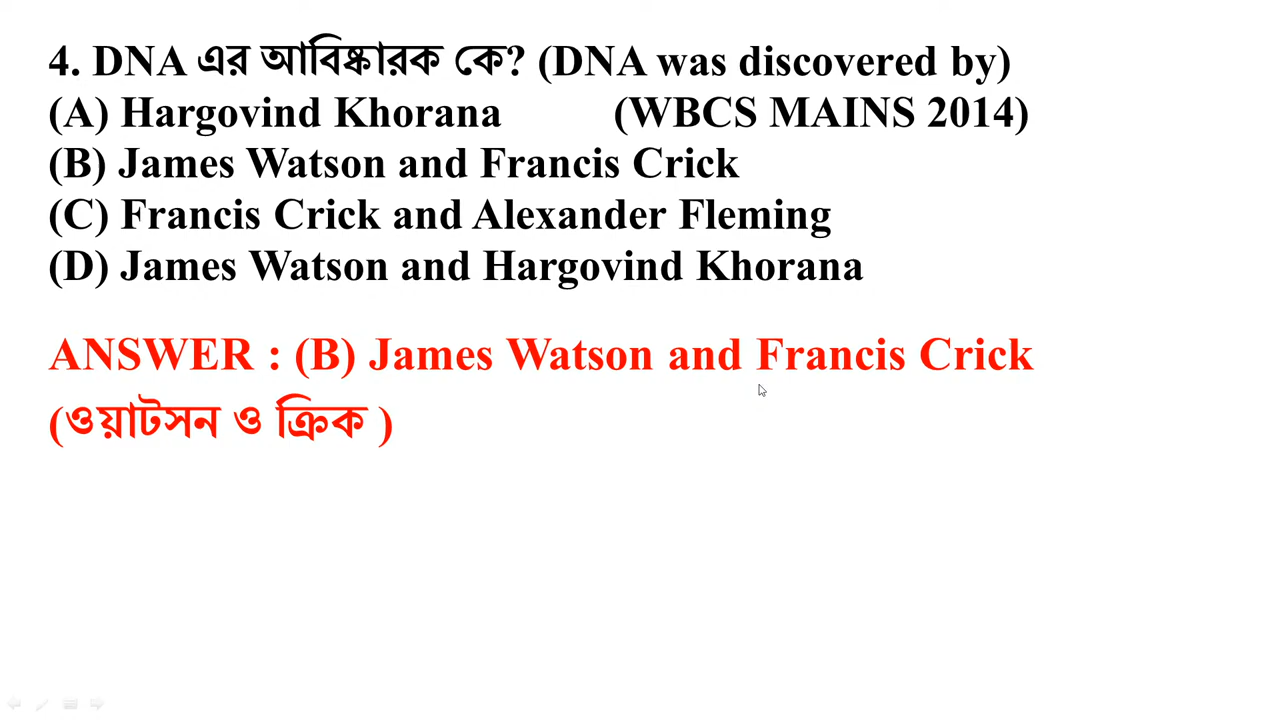 4. DNA এর আবিষ্কারক কে? (DNA was discovered by)
(A) Hargovind Khorana (WBCS MAINS 2014)
(B) James Watson and Francis Crick
(C) Francis Crick and Alexander Fleming
(D) James Watson and Hargovind Khorana
ANSWER : (B) James Watson and Francis Crick
(ওয়াটসন ও ক্রিক )